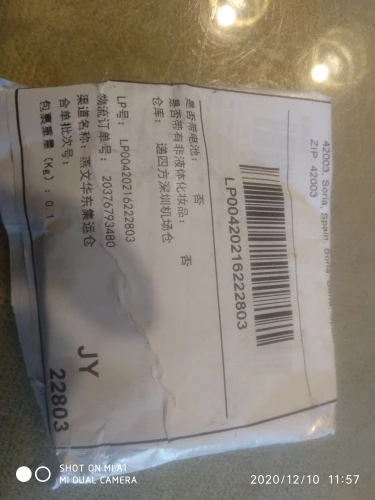 42003, Soria, Spain, Soria,
ZIP: 42003
LP00420216222803
是否带电池： 否
是否带有非液体化妆品： 否
仓库： 递四方深圳机场仓
LP号： LP00420216222803
物流订单号： 20376793480
渠道名称：燕文华东集运仓
合单批次号：
包裹重量（Kg）：0.1
JY
22803
SHOT ON MI A1
MI DUAL CAMERA
2020/12/10 11:57